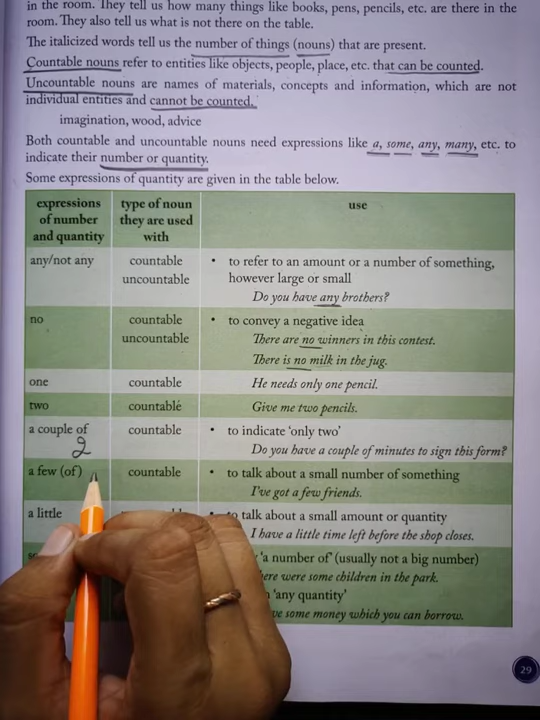 in the room. They tell us how many things like books, pens, pencils, etc. are there in the
room. They also tell us what is not there on the table.
The italicized words tell us the number of things (nouns) that are present.
Countable nouns refer to entities like objects, people, place, etc. that can be counted.
Uncountable nouns are names of materials, concepts and information, which are not
individual entities and cannot be counted.
imagination, wood, advice
Both countable and uncountable nouns need expressions like a, some, any, many, etc. to
indicate their number or quantity.
Some expressions of quantity are given in the table below.
expressions of number and quantity type of noun they are used with use
any/not any countable uncountable • to refer to an amount or a number of something,
however large or small
Do you have any brothers?
no countable uncountable • to convey a negative idea
There are no winners in this contest.
There is no milk in the jug.
one countable He needs only one pencil.
two countable Give me two pencils.
a couple of countable • to indicate 'only two'
2 Do you have a couple of minutes to sign this form?
a few (of) countable • to talk about a small number of something
I've got a few friends.
a little to talk about a small amount or quantity
I have a little time left before the shop closes.
'a number of' (usually not a big number)
were some children in the park.
'any quantity'
some money which you can borrow.
29